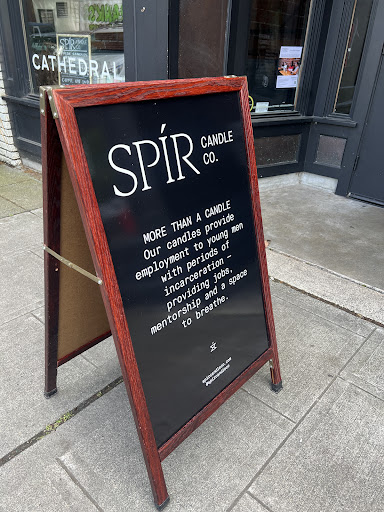 SPÍR
CATHEDRAL
SPÍR CANDLE
CO.
MORE THAN A CANDLE
Our candles provide
employment to young men
with periods of
incarceration –
providing jobs,
mentorship and a space
to breathe.